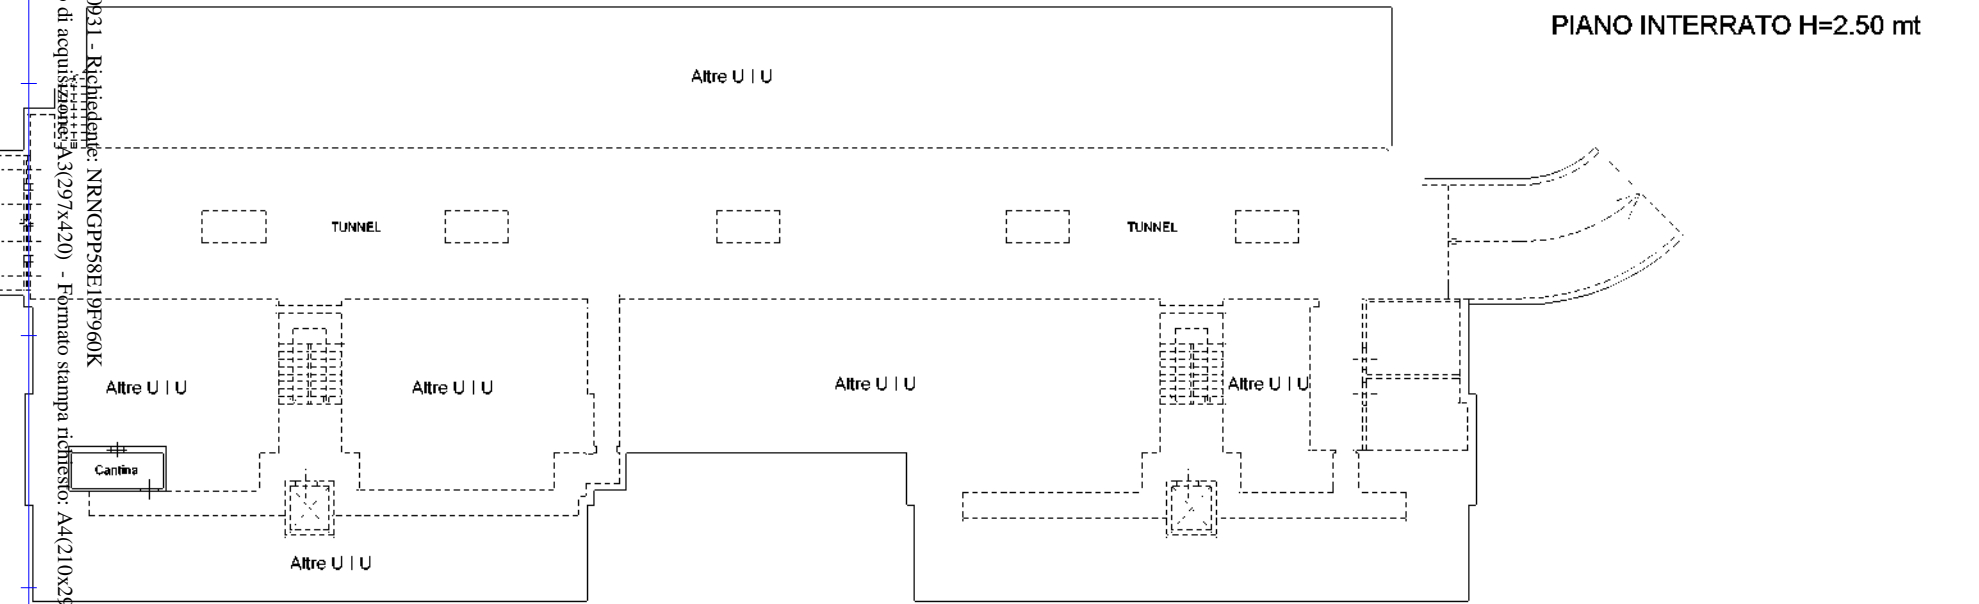 PIANO INTERRATO H=2.50 mt
0931 - Richiedente: NRNGPP58E19F960K
di acquisizione: A3(297x420) - Formato stampa richiesto: A4(210x29
Altre U I U
TUNNEL
TUNNEL
Altre U I U
Altre U I U
Altre U I U
Altre U I U
Cantina
Altre U I U